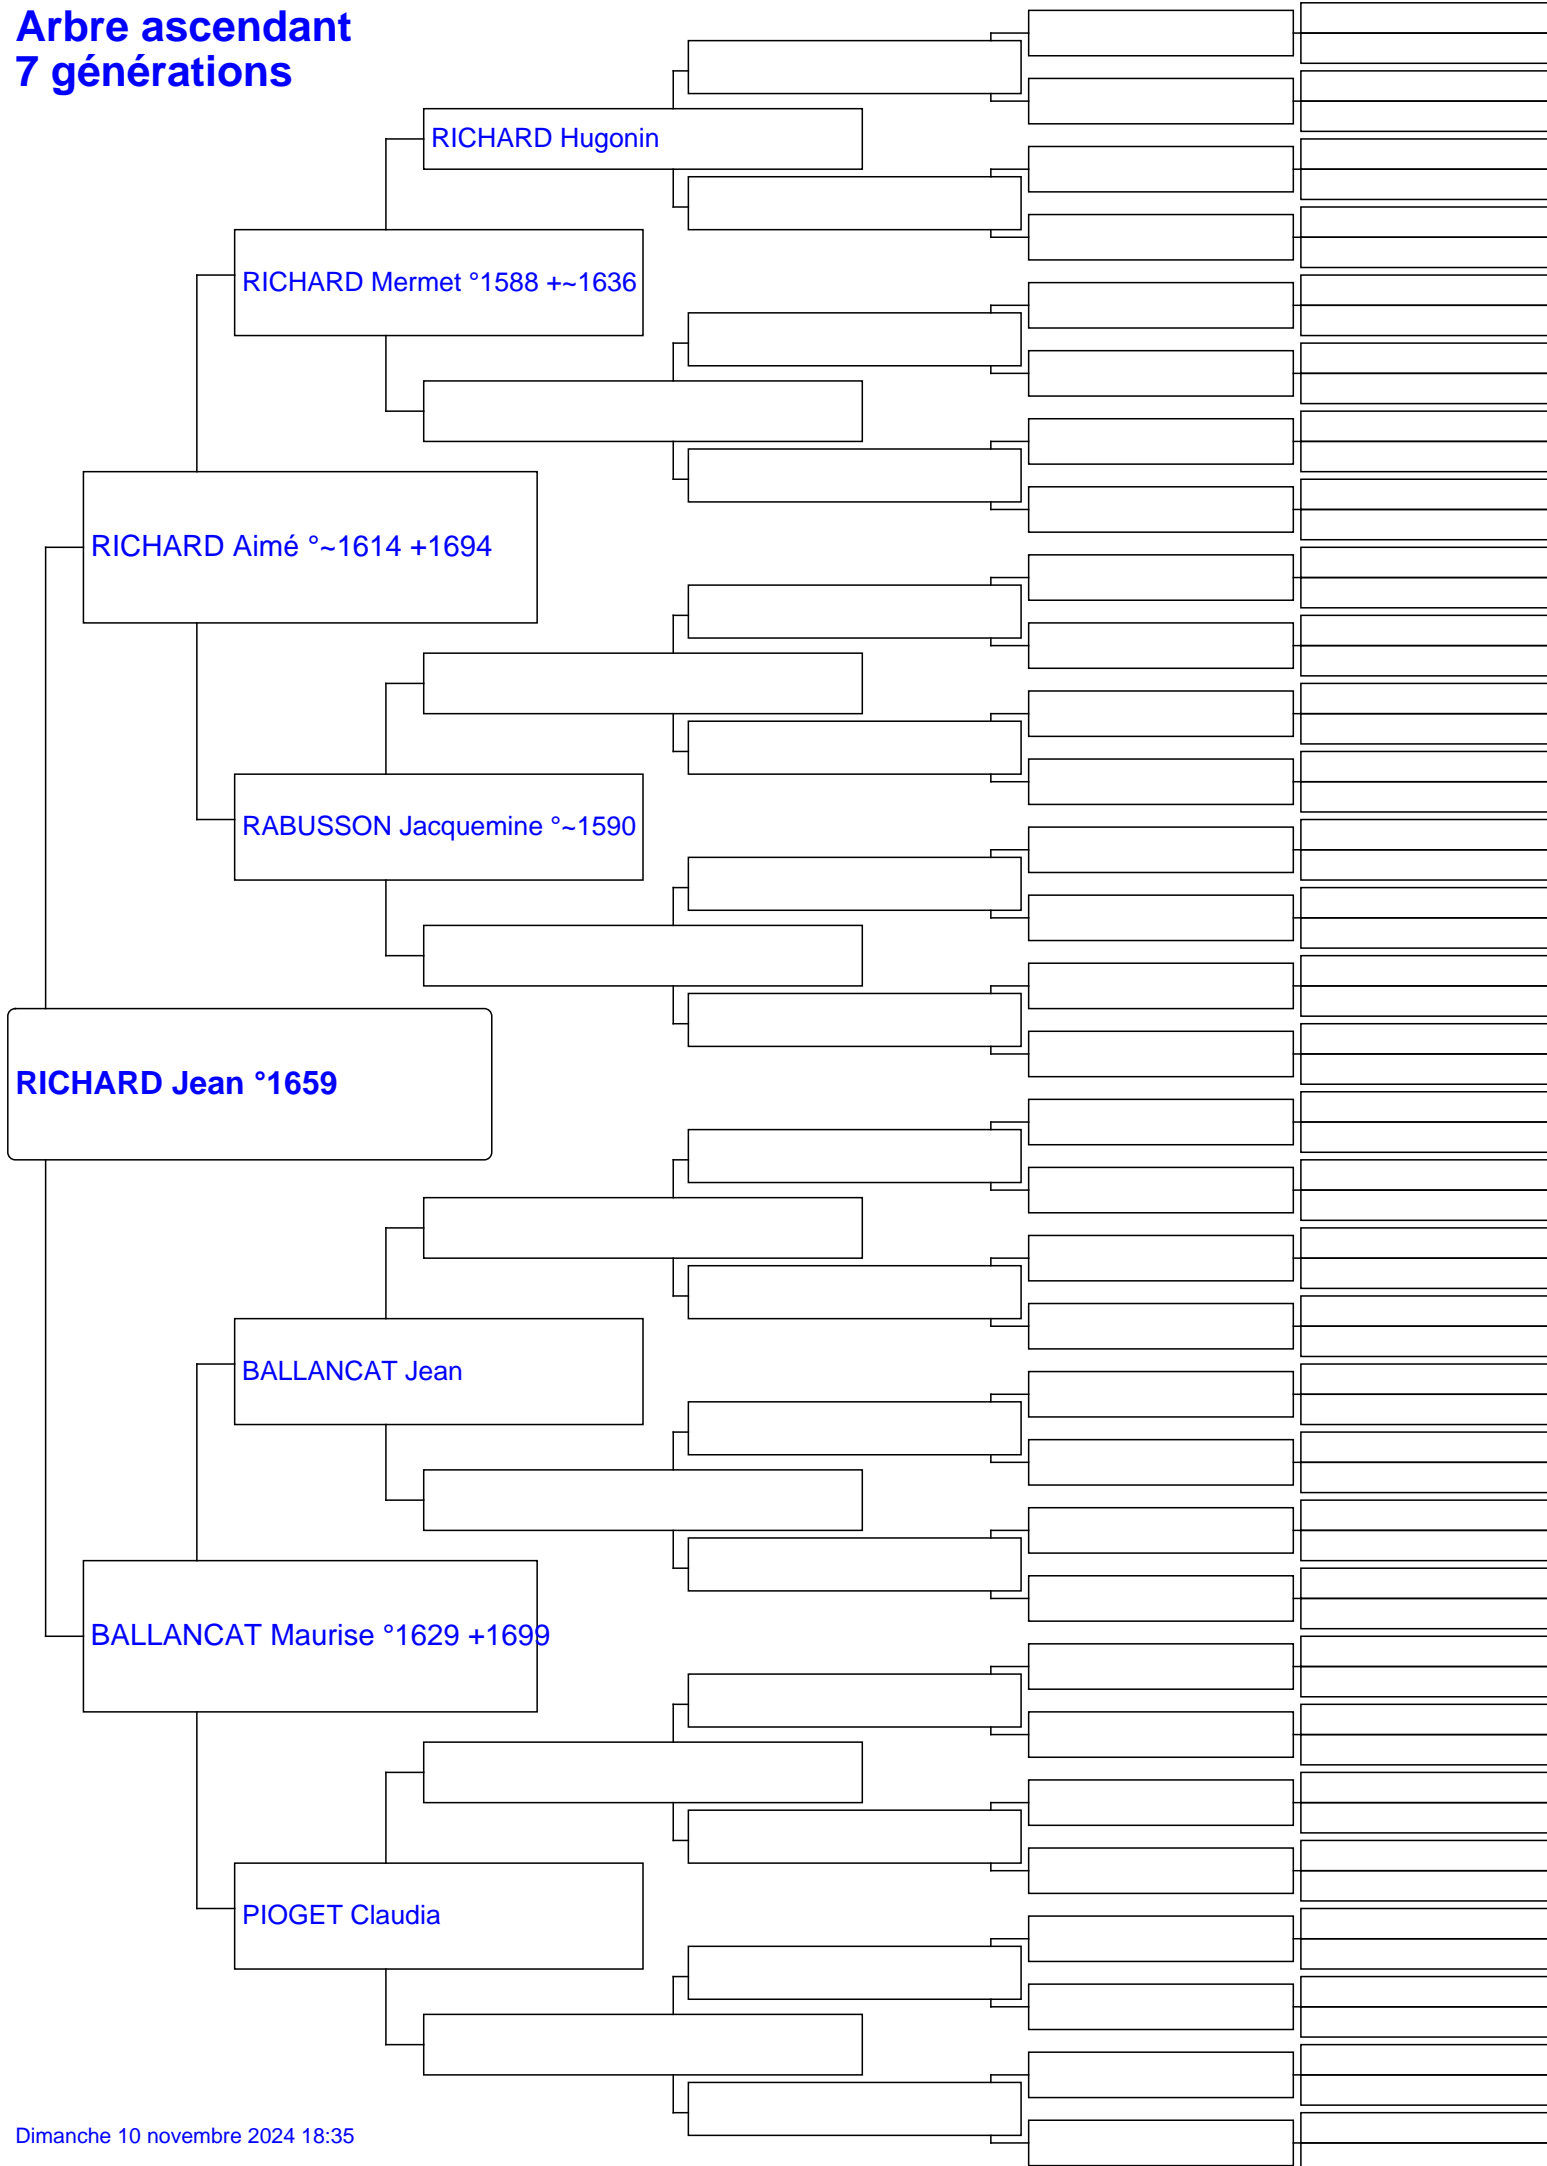 Arbre ascendant
7 générations
RICHARD Hugonin
RICHARD Mermet °1588 +~1636
RICHARD Aimé °~1614 +1694
RABUSSON Jacquemine °~1590
RICHARD Jean °1659
BALLANCAT Jean
BALLANCAT Maurise °1629 +1699
PIOGET Claudia
Dimanche 10 novembre 2024 18:35